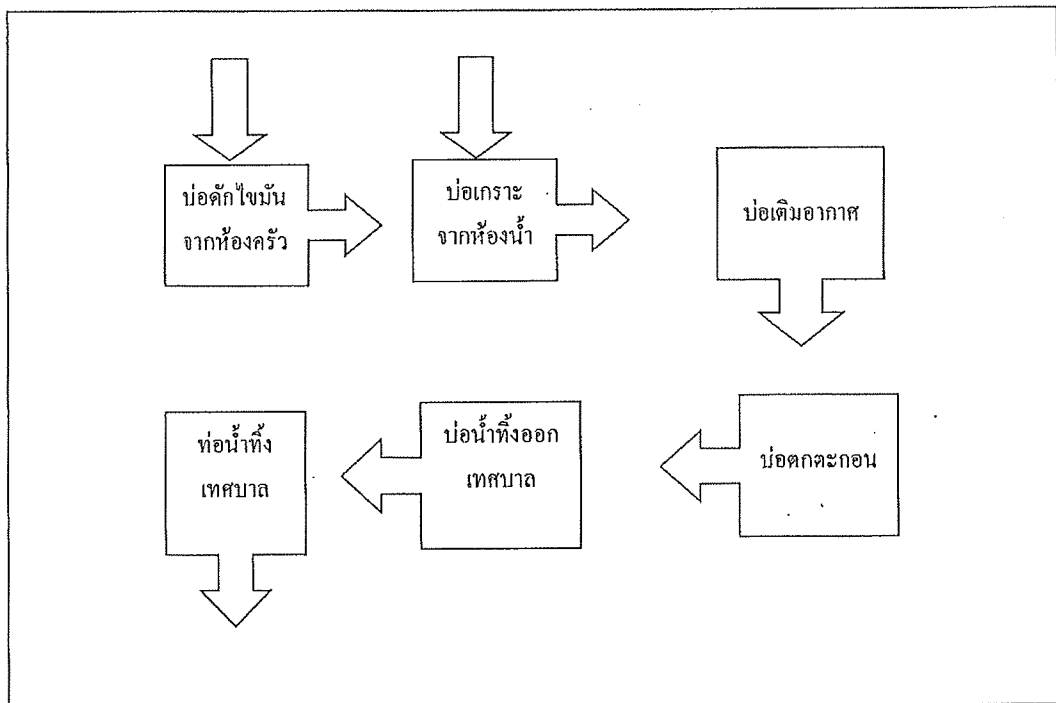 บ่อดักไขมัน
จากห้องครัว
บ่อเกราะ
จากห้องน้ำ
บ่อเติมอากาศ
ท่อน้ำทิ้ง
เทศบาล
บ่อน้ำทิ้งออก
เทศบาล
บ่อตกตะกอน